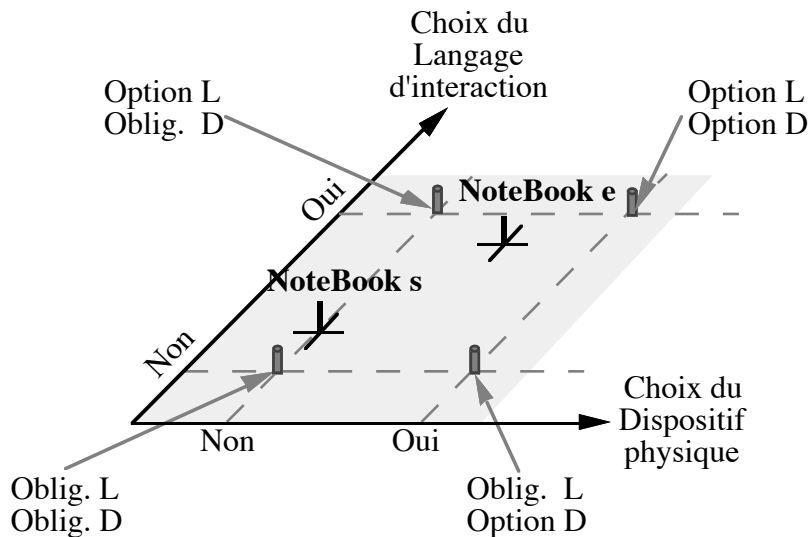 Choix du
Langage
d'interaction
Option L
Oblig. D
Option L
Option D
Oui
NoteBook e
NoteBook s
Non
Choix du
Dispositif
physique
Non
Oui
Oblig. L
Oblig. D
Oblig. L
Option D